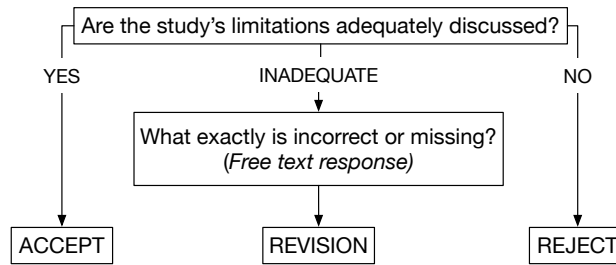 Are the study’s limitations adequately discussed?
YES
INADEQUATE
NO
What exactly is incorrect or missing?
(Free text response)
ACCEPT
REVISION
REJECT